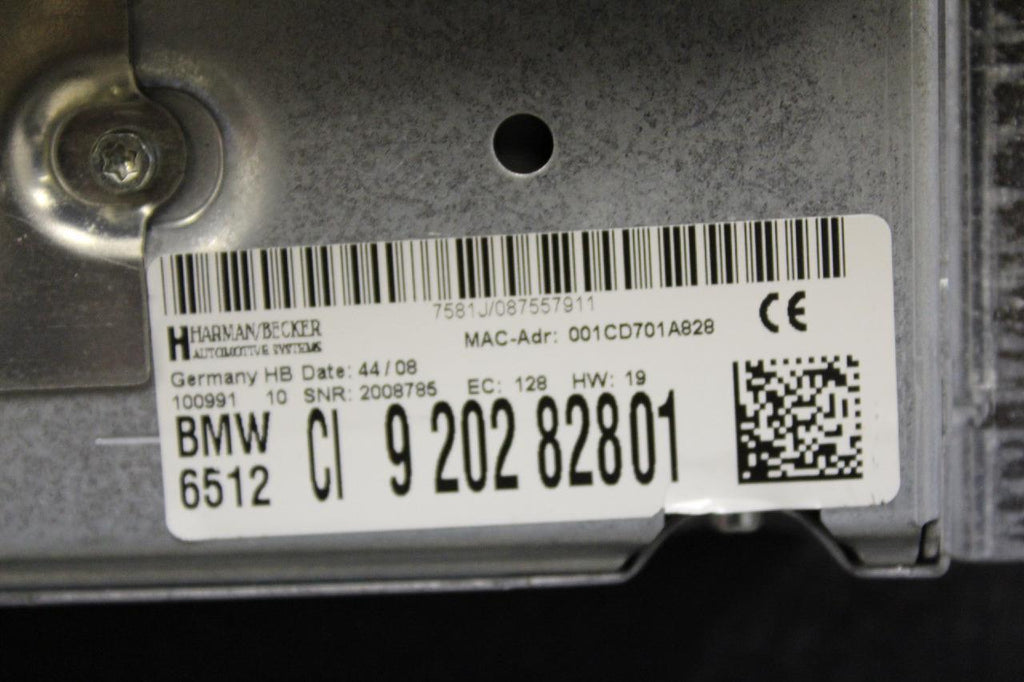 7581J/087557911
HARMAN/BECKER
AUTOMOTIVE SYSTEMS
MAC-Adr: 001CD701A828
CE
Germany HB Date: 44/08
100991 10 SNR: 2008785 EC: 128 HW: 19
BMW
6512
CI 9 202 82801